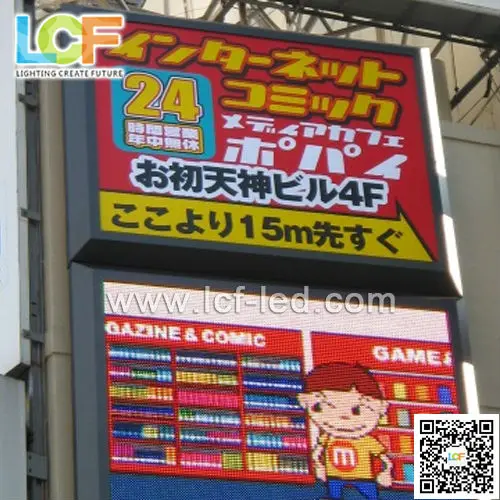 LCF
LIGHTING CREATE FUTURE
インターネット
コミック
24
時間営業
年中無休
メディアカフェ
ポパイ
お初天神ビル4F
ここより15m先すぐ
www.lcf-led.com
GAZINE & COMIC
GAME &
m
LCF